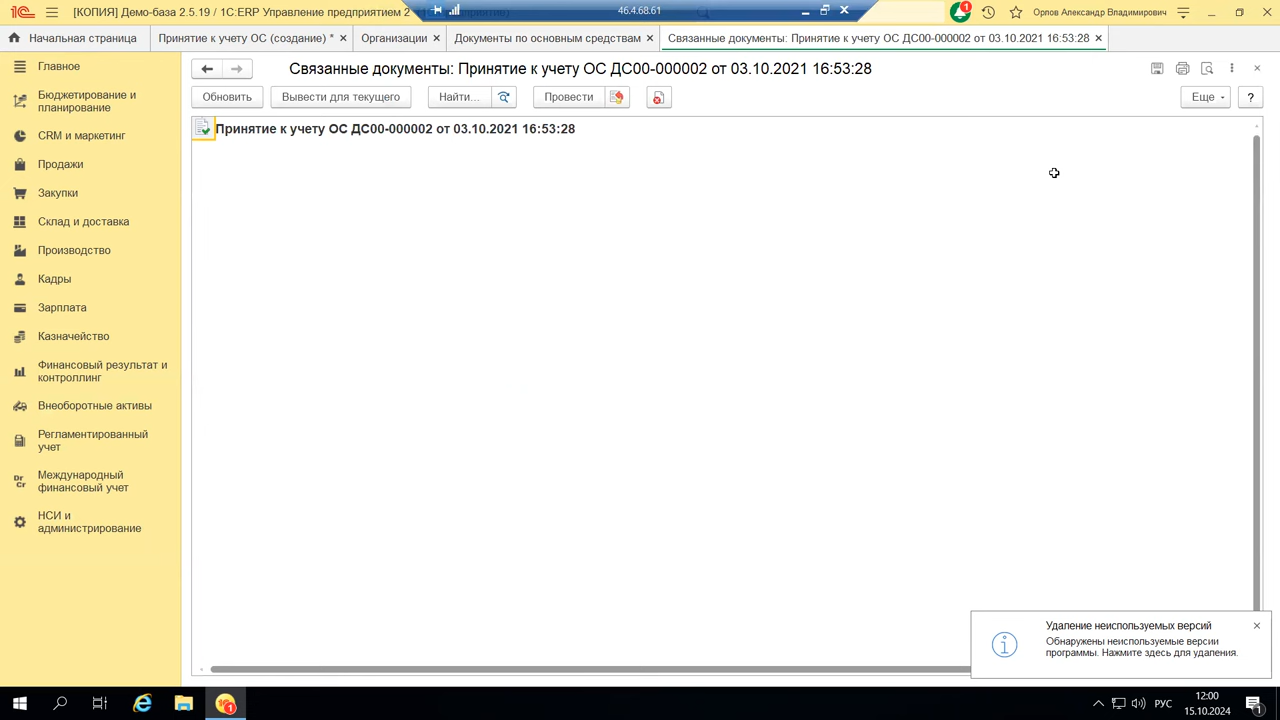 [КОПИЯ] Демо-база 2.5.19 / 1С:ERP Управление предприятием 2
46.4.68.61
1
Орлов Александр Владимирович
Начальная страница
Принятие к учету ОС (создание) *
Организации
Документы по основным средствам
Связанные документы: Принятие к учету ОС ДС00-000002 от 03.10.2021 16:53:28
Главное
Бюджетирование и
планирование
CRM и маркетинг
Продажи
Закупки
Склад и доставка
Производство
Кадры
Зарплата
Казначейство
Финансовый результат и
контроллинг
Внеоборотные активы
Регламентированный
учет
Dr
Cr
Международный
финансовый учет
НСИ и
администрирование
Связанные документы: Принятие к учету ОС ДС00-000002 от 03.10.2021 16:53:28
Обновить
Вывести для текущего
Найти...
Провести
Еще
?
Принятие к учету ОС ДС00-000002 от 03.10.2021 16:53:28
Удаление неиспользуемых версий
Обнаружены неиспользуемые версии
программы. Нажмите здесь для удаления.
РУС
12:00
15.10.2024
1